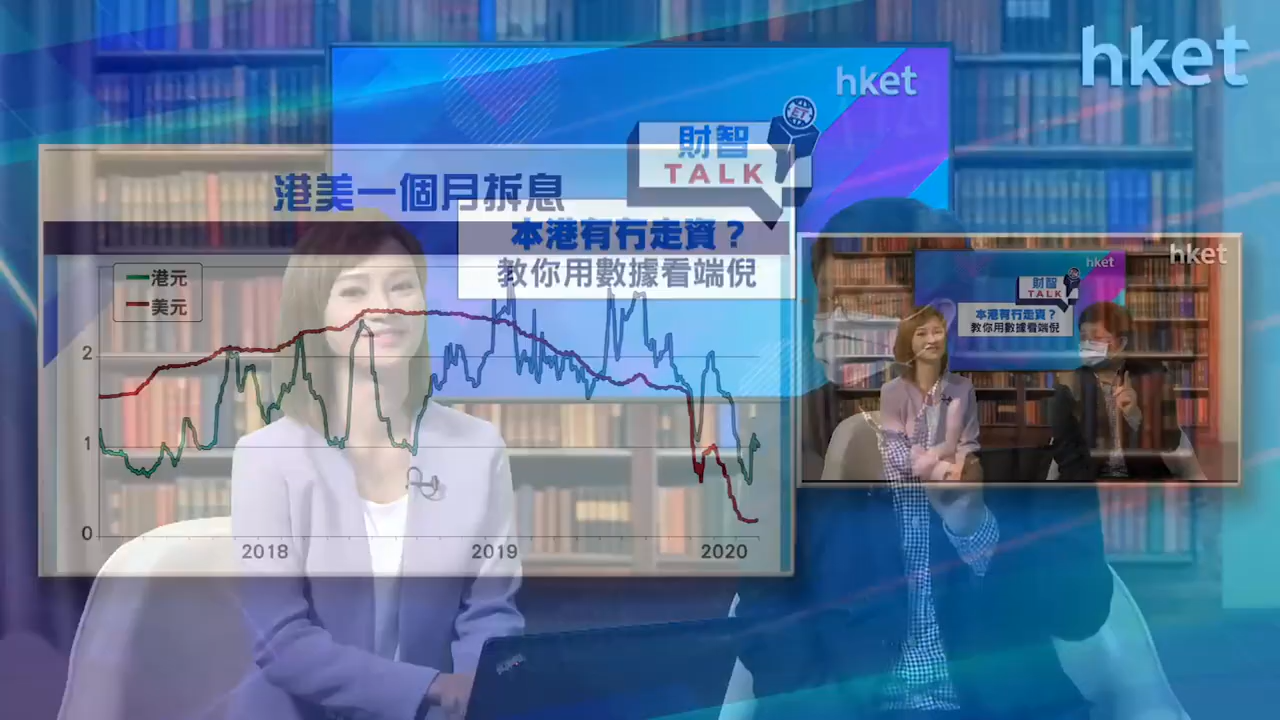 hket
hket
財智
TALK
港美一個月拆息
本港有冇走資？
教你用數據看端倪
港元
美元
2
1
0
2018
2019
2020
hket
hket
財智
TALK
本港有冇走資？
教你用數據看端倪